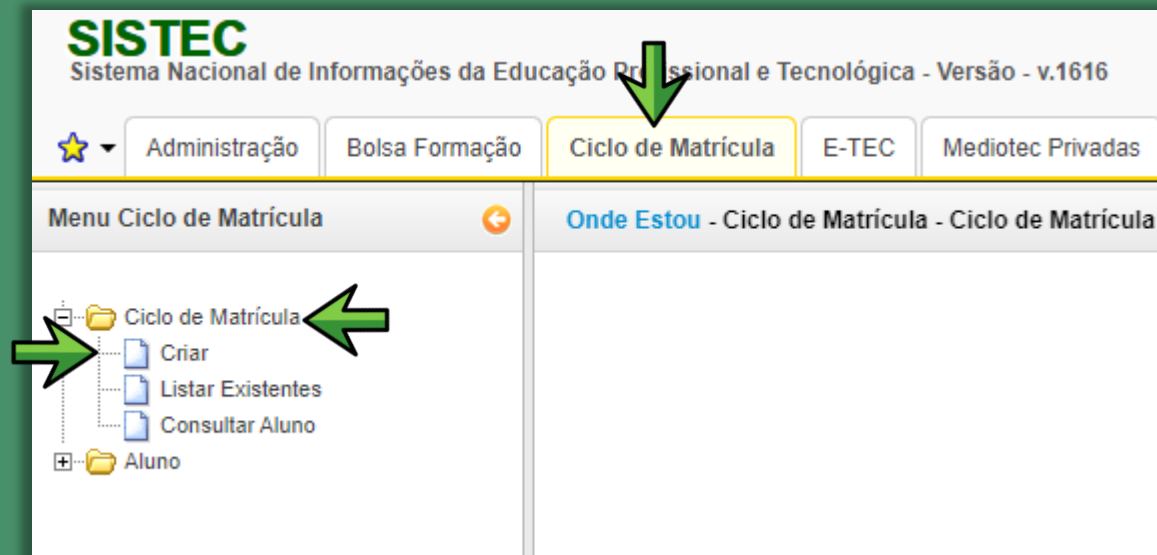 SISTEC
Sistema Nacional de Informações da Educação Profissional e Tecnológica - Versão - v.1616
Administração Bolsa Formação Ciclo de Matrícula E-TEC Mediotec Privadas
Menu Ciclo de Matrícula
Onde Estou - Ciclo de Matrícula - Ciclo de Matrícula
Ciclo de Matrícula
Criar
Listar Existentes
Consultar Aluno
Aluno